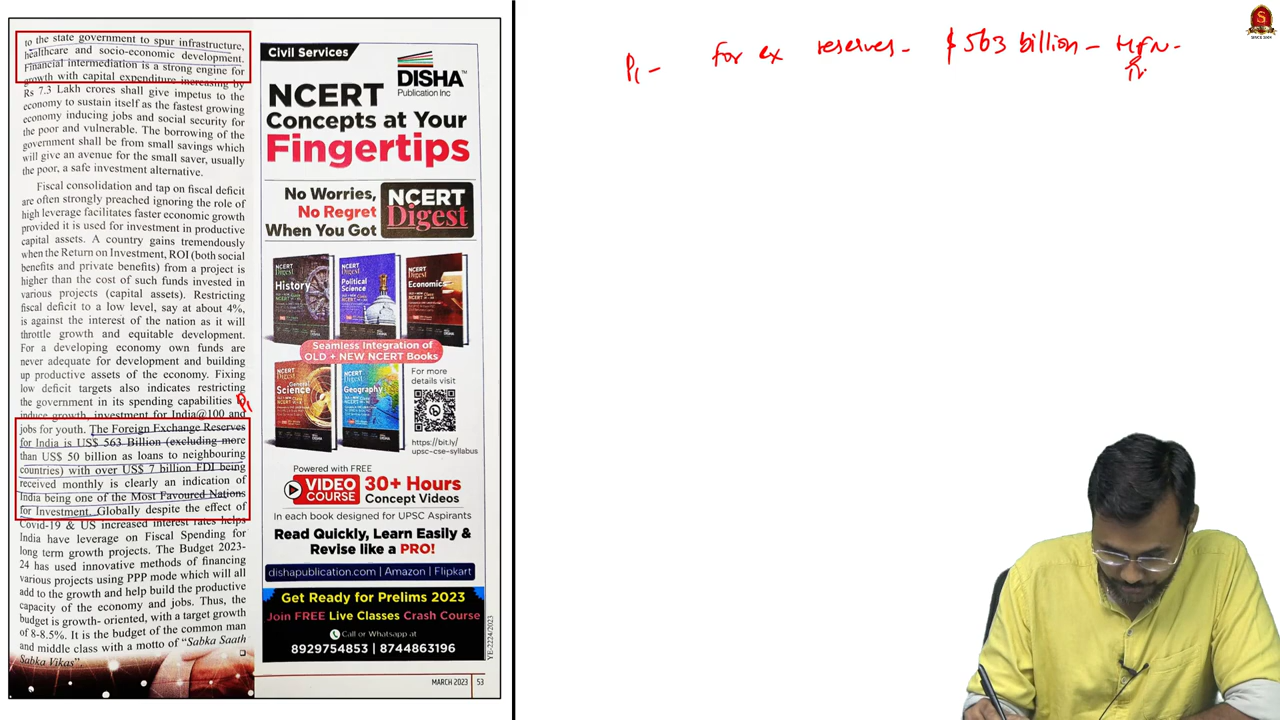 to the state government to spur infrastructure,
healthcare and socio-economic development.
Financial intermediation is a strong engine for
growth with capital expenditure increasing by
Rs 7.3 Lakh crores shall give impetus to the
economy to sustain itself as the fastest growing
economy inducing jobs and social security for
the poor and vulnerable. The borrowing of the
government shall be from small savings which
will give an avenue for the small saver, usually
the poor, a safe investment alternative.
Fiscal consolidation and tap on fiscal deficit
are often strongly preached ignoring the role of
high leverage facilitates faster economic growth
provided it is used for investment in productive
capital assets. A country gains tremendously
when the Return on Investment, ROI (both social
benefits and private benefits) from a project is
higher than the cost of such funds invested in
various projects (capital assets). Restricting
fiscal deficit to a low level, say at about 4%,
is against the interest of the nation as it will
throttle growth and equitable development.
For a developing economy own funds are
never adequate for development and building
up productive assets of the economy. Fixing
low deficit targets also indicates restricting
the government in its spending capabilities
P1
induce growth, investment for India@100 and
jobs for youth. The Foreign Exchange Reserves
for India is US$ 563 Billion (excluding more
than US$ 50 billion as loans to neighbouring
countries) with over US$ 7 billion FDI being
received monthly is clearly an indication of
India being one of the Most Favoured Nations
for Investment. Globally despite the effect of
Covid-19 & US increased interest rates helps
India have leverage on Fiscal Spending for
long term growth projects. The Budget 2023-
24 has used innovative methods of financing
various projects using PPP mode which will all
add to the growth and help build the productive
capacity of the economy and jobs. Thus, the
budget is growth- oriented, with a target growth
of 8-8.5%. It is the budget of the common man
and middle class with a motto of "Sabka Saath
Sabka Vikas".
Civil Services
DISHA
Publication Inc
NCERT
Concepts at Your
Fingertips
No Worries,
No Regret
When You Got
NCERT
Digest
NCERT
Digest
History
NCERT
Digest
Political
Science
NCERT
Digest
Economics
Seamless Integration of
OLD + NEW NCERT Books
NCERT
Digest
General
Science
NCERT
Digest
Geography
For more
details visit
https://bit.ly/
upsc-cse-syllabus
Powered with FREE
VIDEO
COURSE
30+ Hours
Concept Videos
In each book designed for UPSC Aspirants
Read Quickly, Learn Easily &
Revise like a PRO!
dishapublication.com | Amazon | Flipkart
Get Ready for Prelims 2023
Join FREE Live Classes Crash Course
Call or Whatsapp at
8929754853 | 8744863196
YE-2224/2023
MARCH 2023 53
P1 - for ex reserves - $563 billion - MFN -
S
SINCE 2004